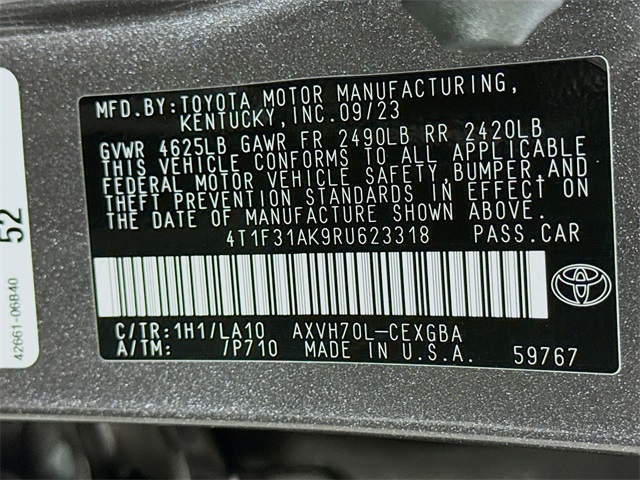 MFD.BY:TOYOTA MOTOR MANUFACTURING,
KENTUCKY,INC.09/23
GVWR 4625LB GAWR FR 2490LB RR 2420LB
THIS VEHICLE CONFORMS TO ALL APPLICABLE
FEDERAL MOTOR VEHICLE SAFETY,BUMPER,AND
THEFT PREVENTION STANDARDS IN EFFECT ON
THE DATE OF MANUFACTURE SHOWN ABOVE.
4T1F31AK9RU623318 PASS.CAR
C/TR:1H1/LA10 AXVH70L-CEXGBA
A/TM: 7P710 MADE IN U.S.A. 59767
52
42661-06B40